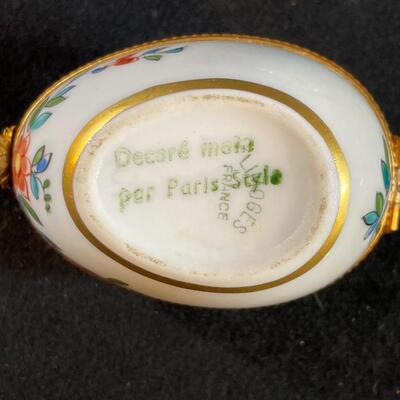 Decoré main
par Paris Style
LIMOGES
FRANCE